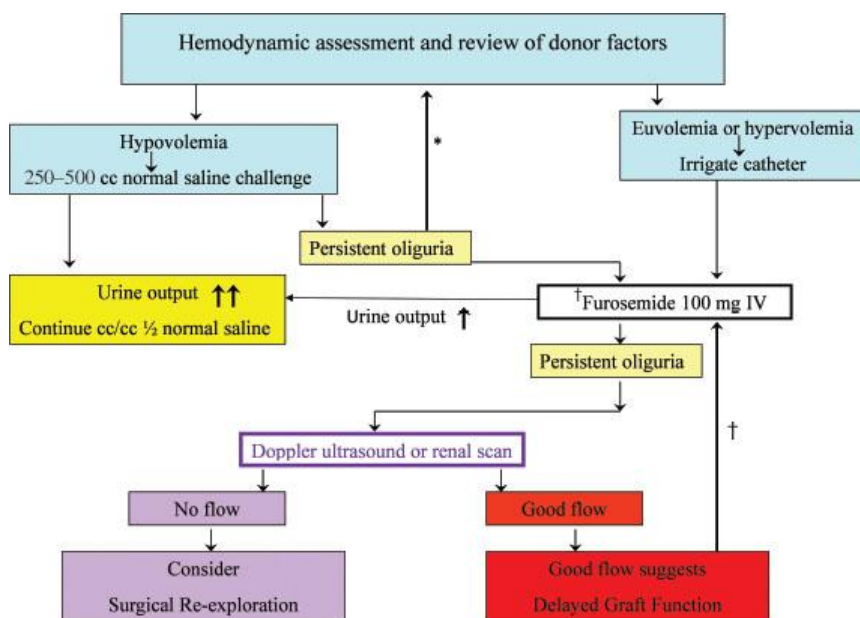 Hemodynamic assessment and review of donor factors
Hypovolemia
250–500 cc normal saline challenge
*
Euvolemia or hypervolemia
Irrigate catheter
Persistent oliguria
Urine output ↑↑
Continue cc/cc ½ normal saline
Urine output ↑
†Furosemide 100 mg IV
Persistent oliguria
†
Doppler ultrasound or renal scan
No flow
Good flow
Consider
Surgical Re-exploration
Good flow suggests
Delayed Graft Function